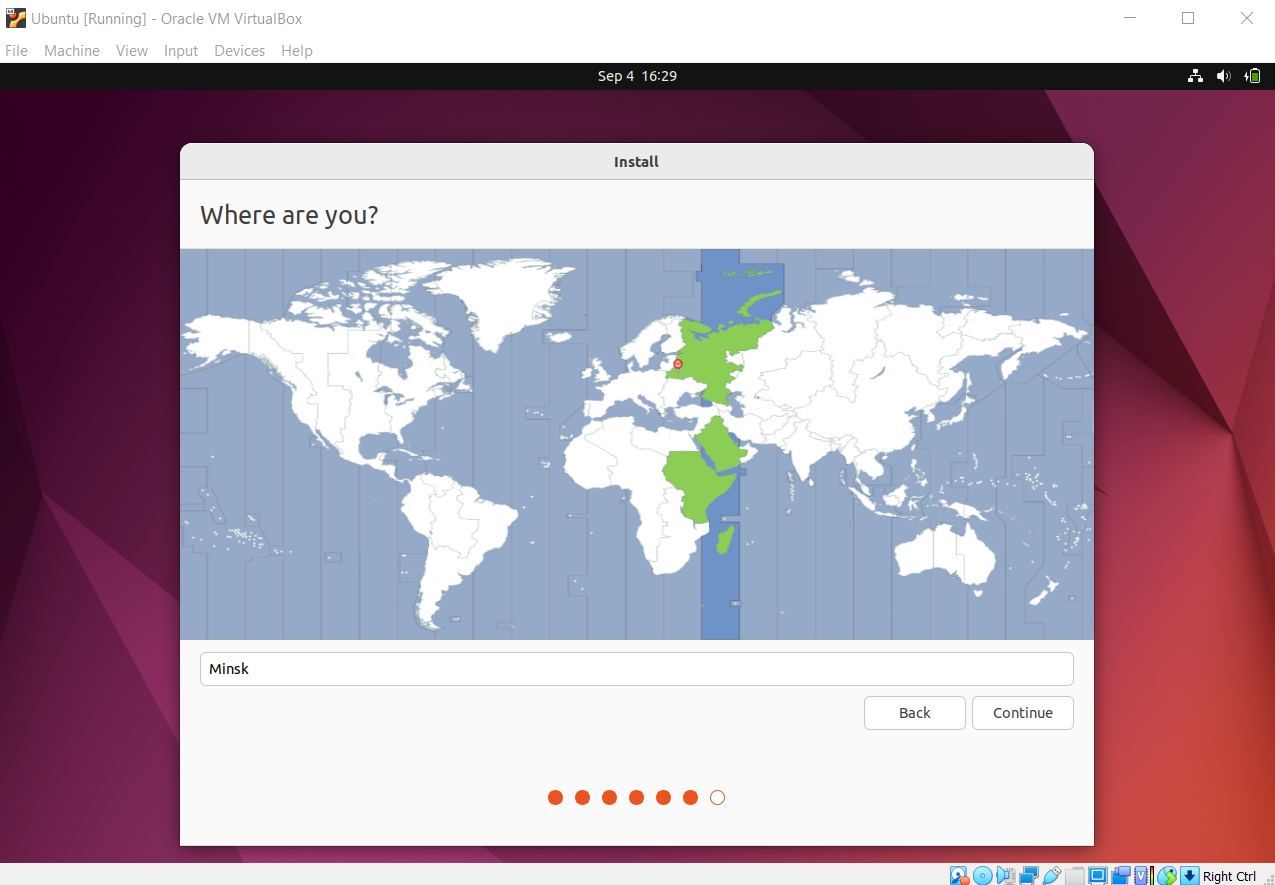 Ubuntu [Running] - Oracle VM VirtualBox
File Machine View Input Devices Help
Sep 4 16:29
Install
Where are you?
Minsk
Back Continue
Right Ctrl